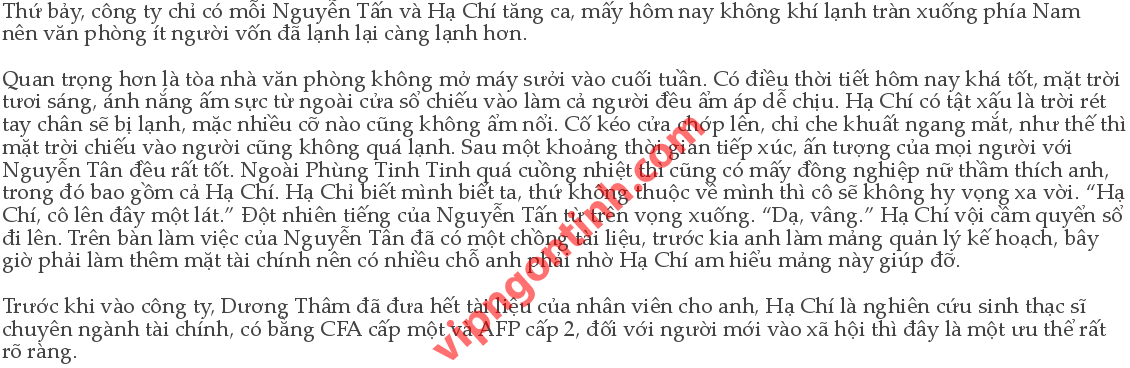 Thứ bảy, công ty chỉ có mỗi Nguyễn Tấn và Hạ Chí tăng ca, mấy hôm nay không khí lạnh tràn xuống phía Nam
nên văn phòng ít người vốn đã lạnh lại càng lạnh hơn.
Quan trọng hơn là tòa nhà văn phòng không mở máy sưởi vào cuối tuần. Có điều thời tiết hôm nay khá tốt, mặt trời
tươi sáng, ánh nắng ấm sực từ ngoài cửa sổ chiếu vào làm cả người đều ấm áp dễ chịu. Hạ Chí có tật xấu là trời rét
tay chân sẽ bị lạnh, mặc nhiều cỡ nào cũng không ấm nổi. Cố kéo cửa chớp lên, chỉ che khuất ngang mắt, như thế thì
mặt trời chiếu vào người cũng không quá lạnh. Sau một khoảng thời gian tiếp xúc, ấn tượng của mọi người với
Nguyễn Tân đều rất tốt. Ngoài Phùng Tinh Tinh quá cuồng nhiệt thì cũng có mấy đồng nghiệp nữ thầm thích anh,
trong đó bao gồm cả Hạ Chí. Hạ Chi biết mình biết ta, thứ không thuộc về mình thì cô sẽ không hy vọng xa vời. “Hạ
Chí, cô lên đây một lát.” Đột nhiên tiếng của Nguyễn Tấn từ trên vọng xuống. “Dạ, vâng.” Hạ Chí vội cầm quyển sổ
đi lên. Trên bàn làm việc của Nguyễn Tân đã có một chồng tài liệu, trước kia anh làm mảng quản lý kế hoạch, bây
giờ phải làm thêm mặt tài chính nên có nhiều chỗ anh phải nhờ Hạ Chí am hiểu mảng này giúp đỡ.
Trước khi vào công ty, Dương Thâm đã đưa hết tài liệu của nhân viên cho anh, Hạ Chí là nghiên cứu sinh thạc sĩ
chuyên ngành tài chính, có bằng CFA cấp một và AFP cấp 2, đối với người mới vào xã hội thì đây là một ưu thế rất
rõ ràng.
vipngontinh.com